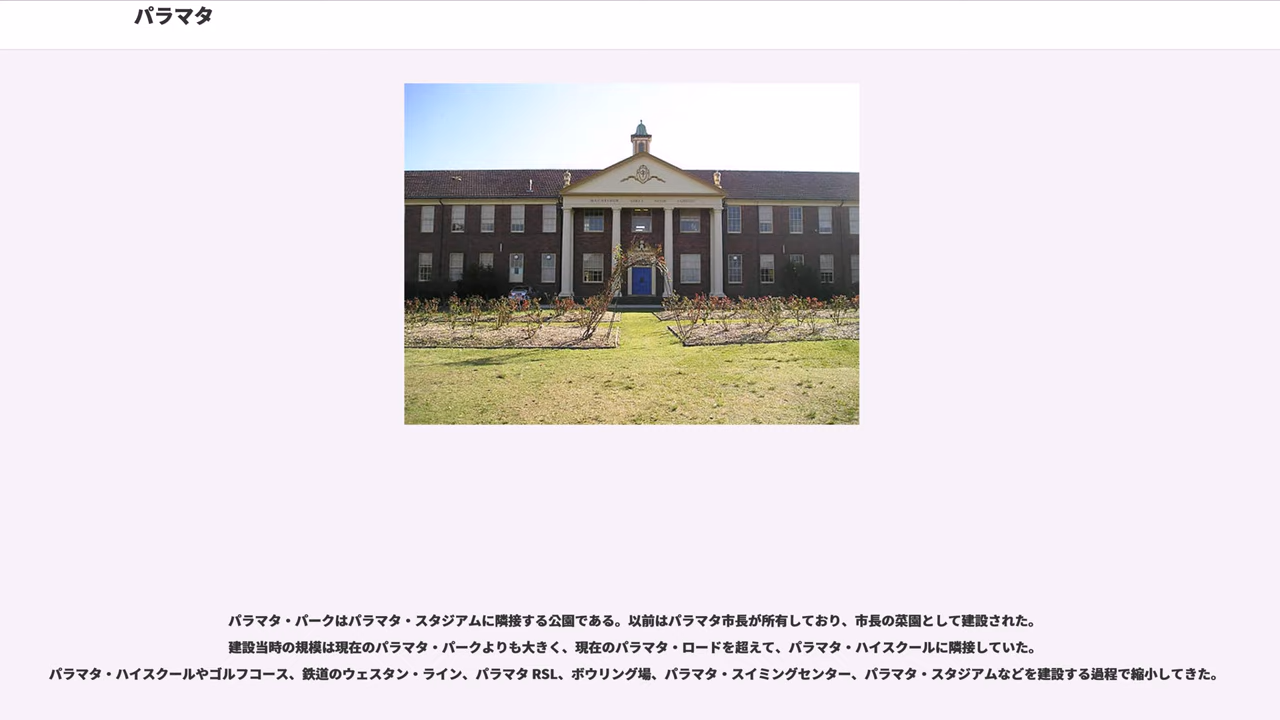 パラマタ
パラマタ・パークはパラマタ・スタジアムに隣接する公園である。以前はパラマタ市長が所有しており、市長の菜園として建設された。
建設当時の規模は現在のパラマタ・パークよりも大きく、現在のパラマタ・ロードを超えて、パラマタ・ハイスクールに隣接していた。
パラマタ・ハイスクールやゴルフコース、鉄道のウェスタン・ライン、パラマタ RSL、ボウリング場、パラマタ・スイミングセンター、パラマタ・スタジアムなどを建設する過程で縮小してきた。